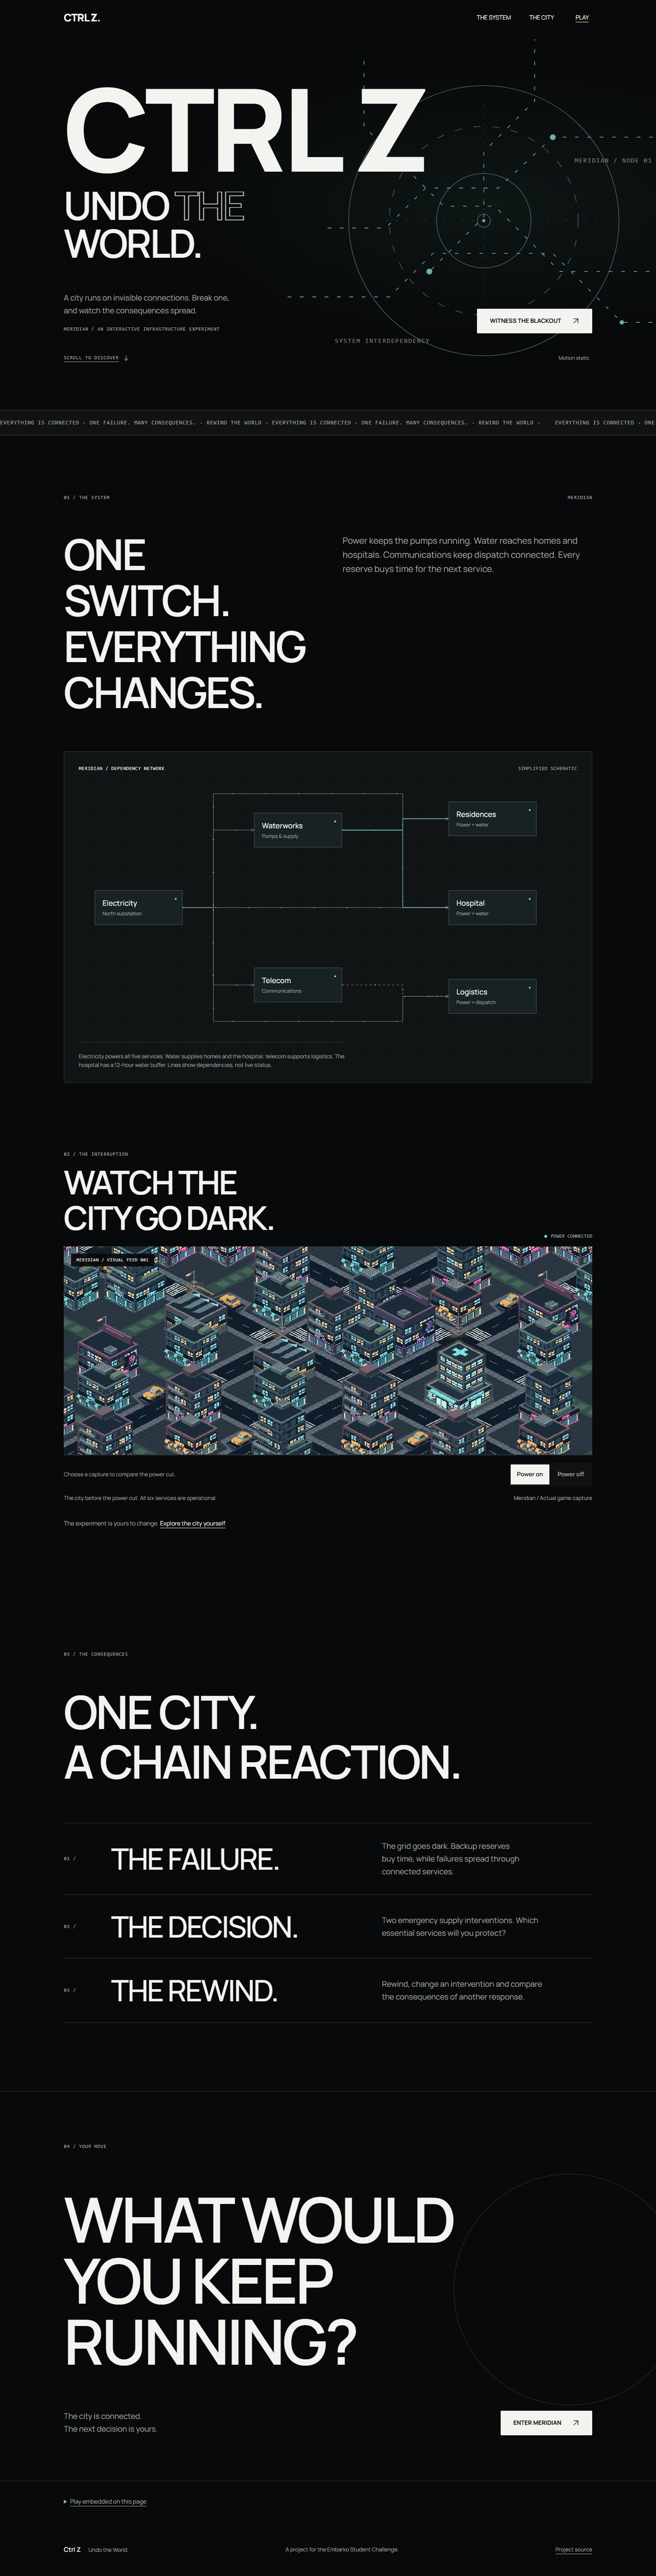 CTRL Z.
THE SYSTEM
THE CITY
PLAY
CTRL Z
UNDO THE
WORLD.
MERIDIAN / NODE 01
A city runs on invisible connections. Break one,
and watch the consequences spread.
MERIDIAN / AN INTERACTIVE INFRASTRUCTURE EXPERIMENT
WITNESS THE BLACKOUT
SYSTEM INTERDEPENDENCY
SCROLL TO DISCOVER
Motion static
EVERYTHING IS CONNECTED · ONE FAILURE. MANY CONSEQUENCES. · REWIND THE WORLD · EVERYTHING IS CONNECTED · ONE FAILURE. MANY CONSEQUENCES. · REWIND THE WORLD · EVERYTHING IS CONNECTED · ONE
01 / THE SYSTEM
MERIDIAN
ONE
SWITCH.
EVERYTHING
CHANGES.
Power keeps the pumps running. Water reaches homes and
hospitals. Communications keep dispatch connected. Every
reserve buys time for the next service.
MERIDIAN / DEPENDENCY NETWORK
SIMPLIFIED SCHEMATIC
Waterworks
Pumps & supply
Residences
Power + water
Electricity
North substation
Hospital
Power + water
Telecom
Communications
Logistics
Power + dispatch
Electricity powers all five services. Water supplies homes and the hospital; telecom supports logistics. The
hospital has a 12-hour water buffer. Lines show dependencies, not live status.
02 / THE INTERRUPTION
WATCH THE
CITY GO DARK.
POWER CONNECTED
MERIDIAN / VISUAL FEED 001
Choose a capture to compare the power cut.
Power on
Power off
The city before the power cut. All six services are operational.
Meridian / Actual game capture
The experiment is yours to change. Explore the city yourself.
03 / THE CONSEQUENCES
ONE CITY.
A CHAIN REACTION.
01 /
THE FAILURE.
The grid goes dark. Backup reserves
buy time, while failures spread through
connected services.
02 /
THE DECISION.
Two emergency supply interventions. Which
essential services will you protect?
03 /
THE REWIND.
Rewind, change an intervention and compare
the consequences of another response.
04 / YOUR MOVE
WHAT WOULD
YOU KEEP
RUNNING?
The city is connected.
The next decision is yours.
ENTER MERIDIAN
Play embedded on this page
Ctrl Z
Undo the World.
A project for the Embarko Student Challenge.
Project source